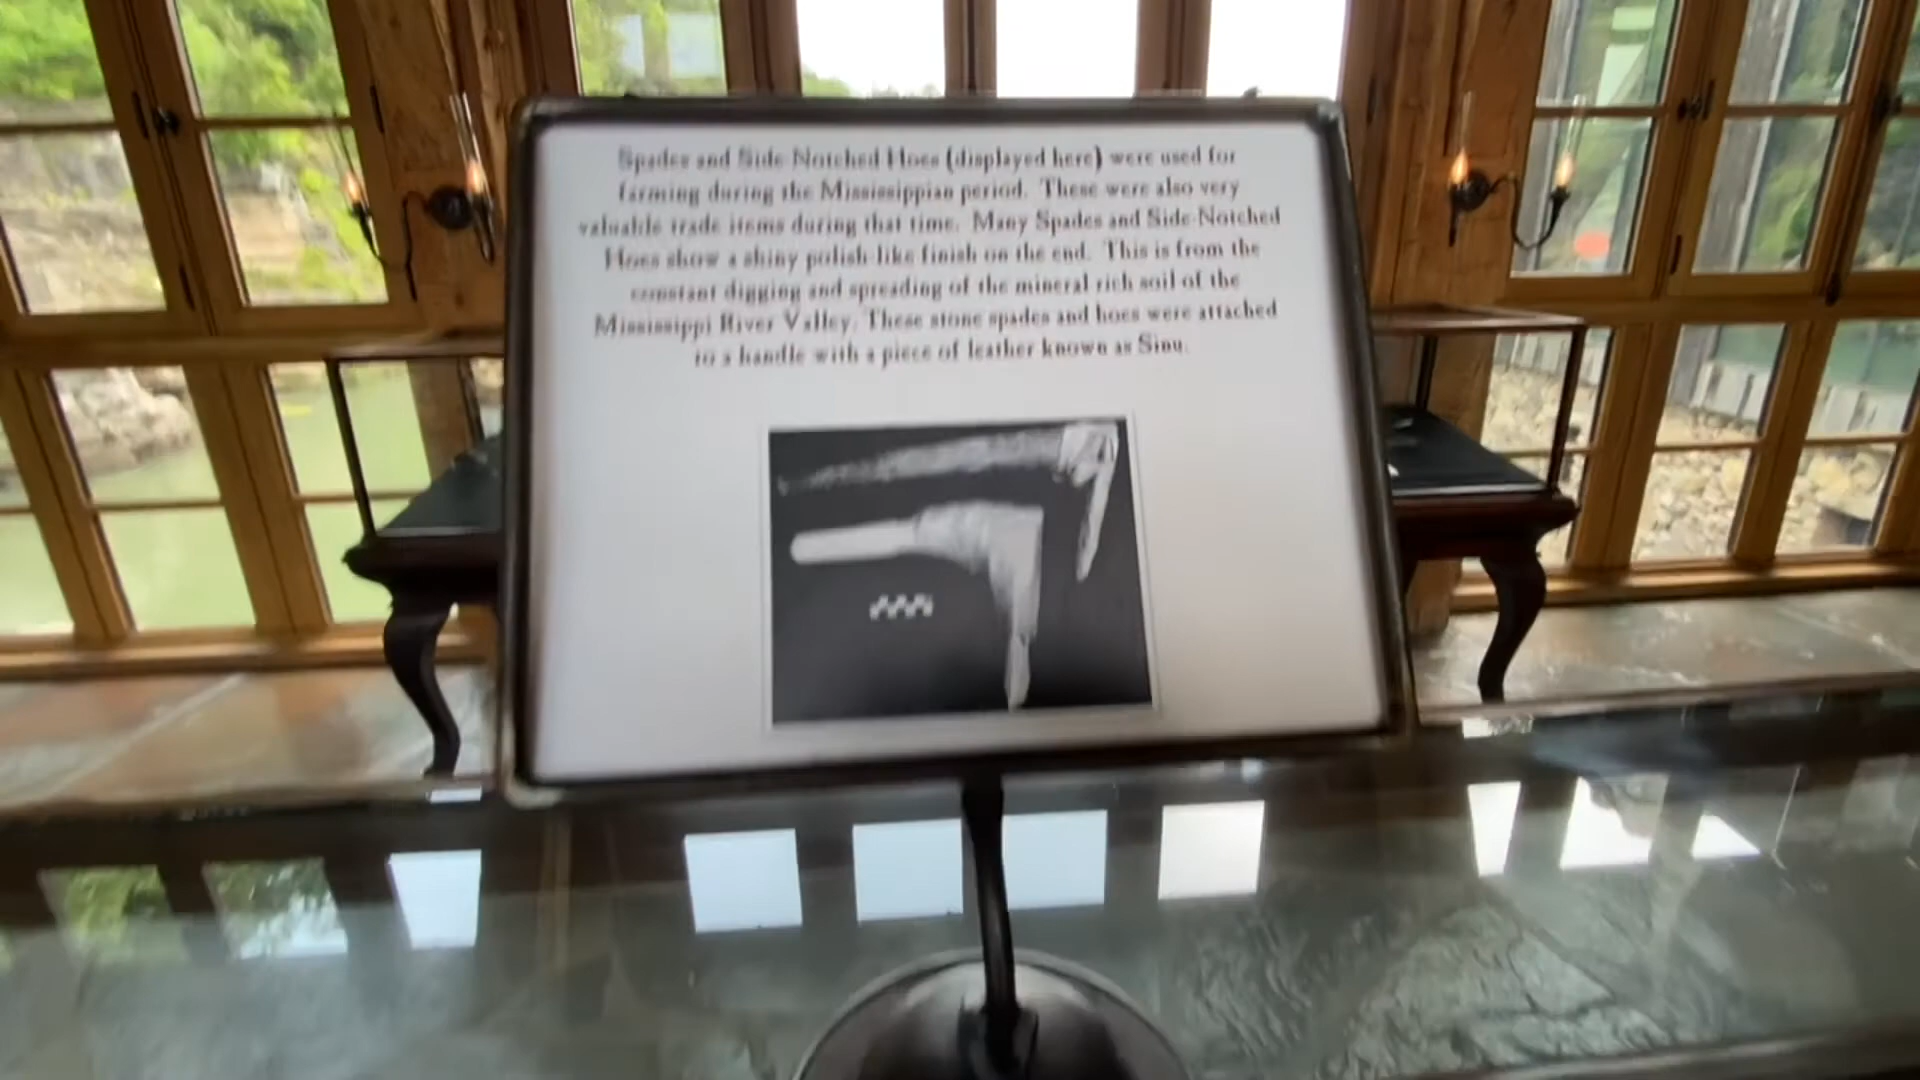 Spades and Side-Notched Hoes (displayed here) were used for
farming during the Mississippian period. These were also very
valuable trade items during that time. Many Spades and Side-Notched
Hoes show a shiny polish-like finish on the end. This is from the
constant digging and spreading of the mineral rich soil of the
Mississippi River Valley. These stone spades and hoes were attached
to a handle with a piece of leather known as Sinu.